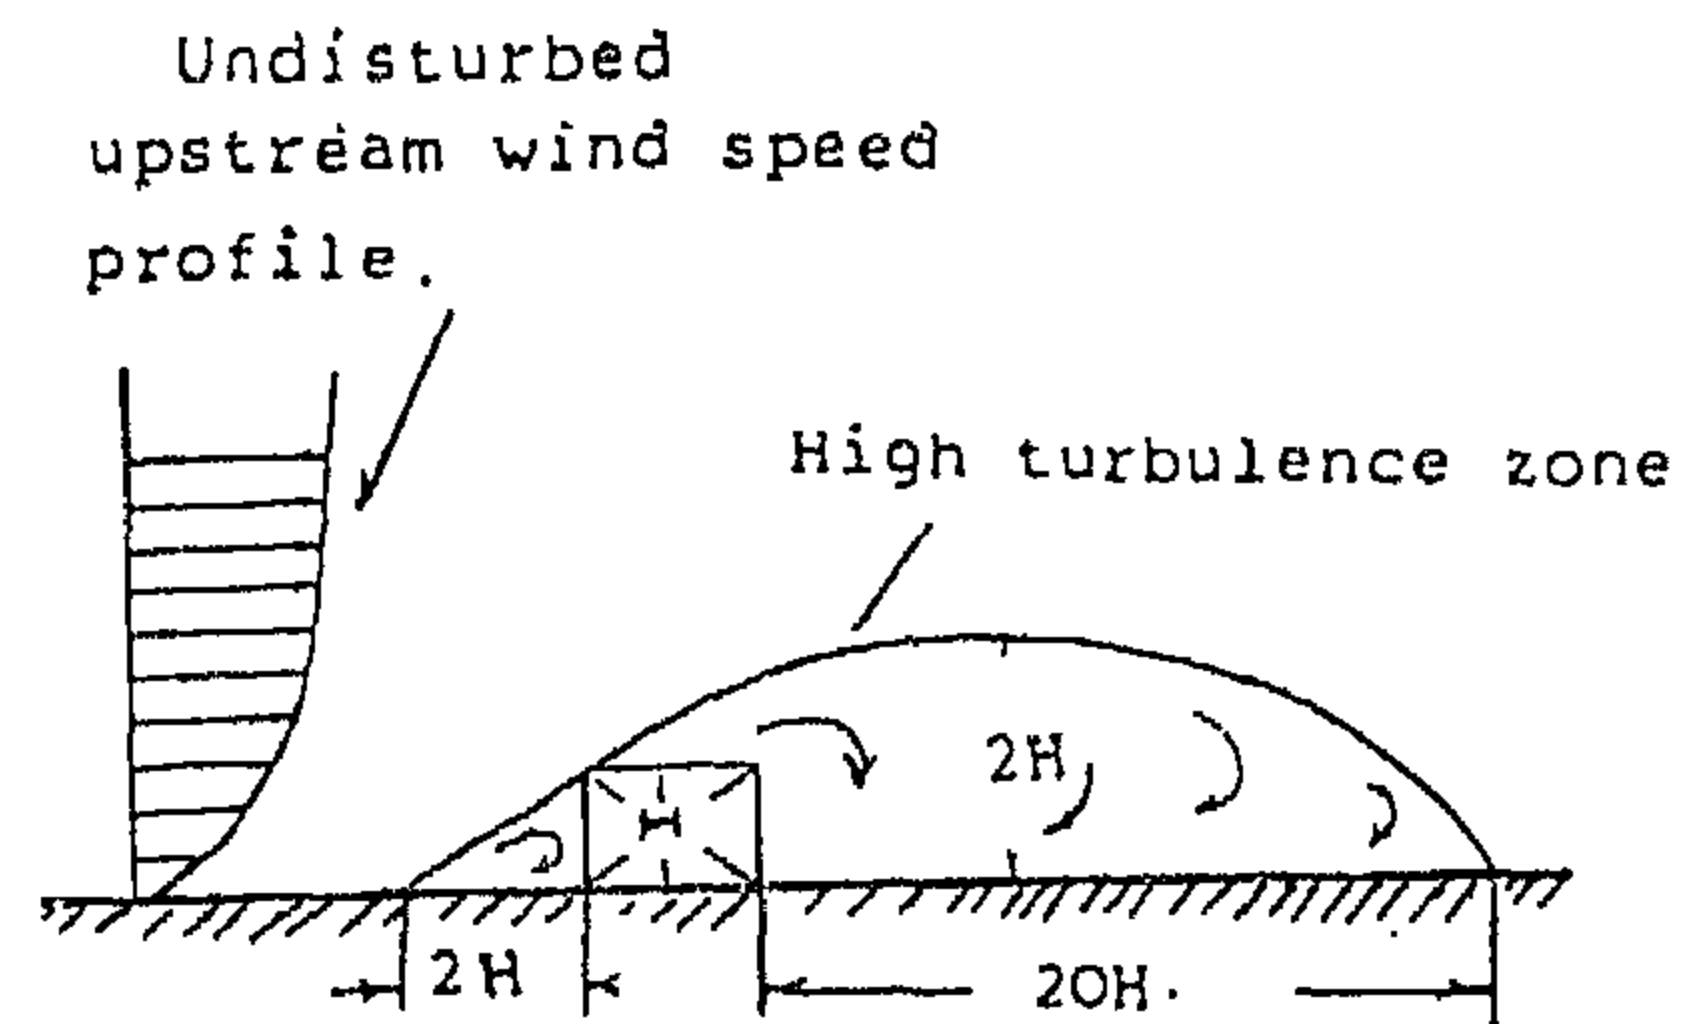 Undisturbed
upstream wind speed
profile.
High turbulence zone
2H
H
2H
20H.